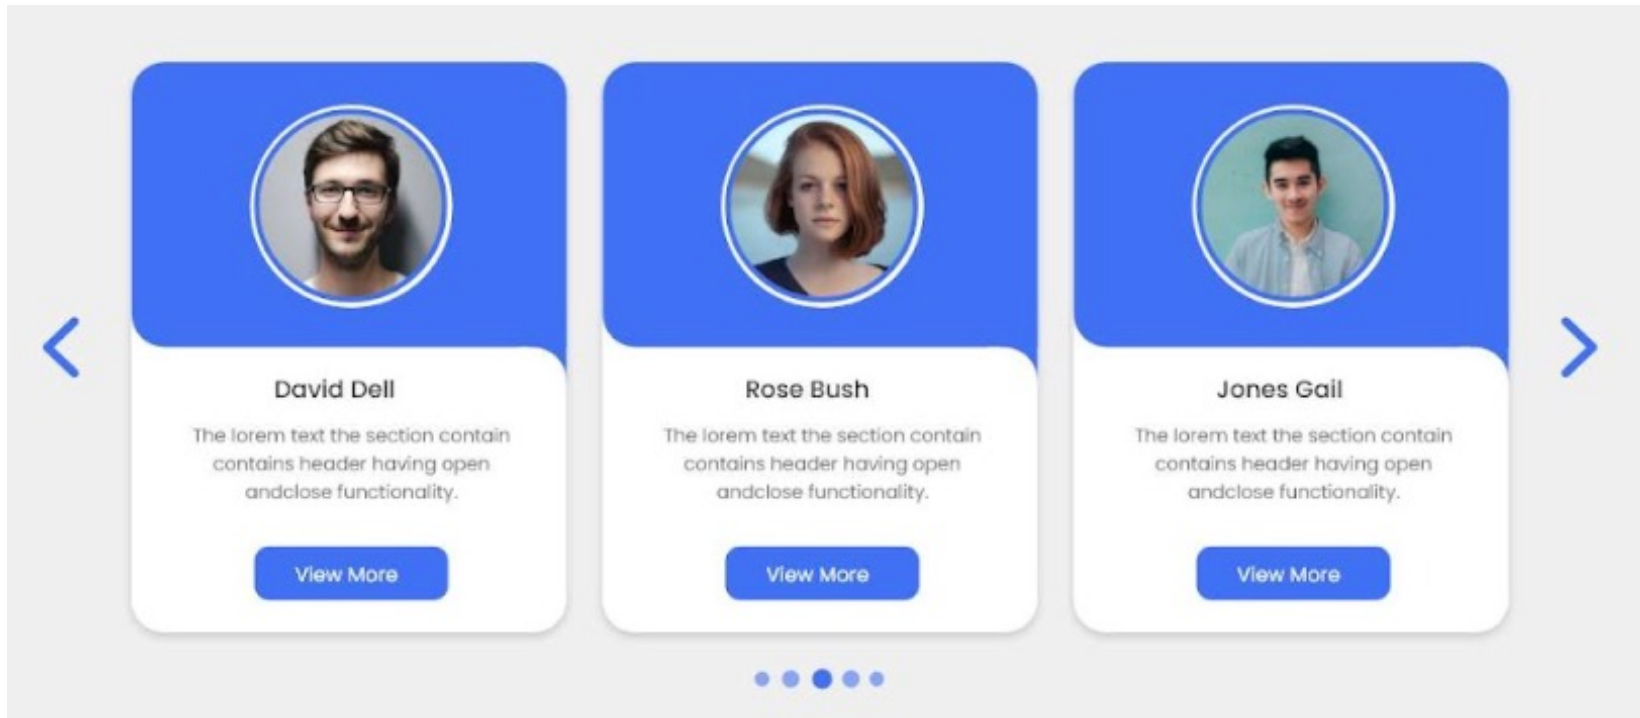 David Dell
The lorem text the section contain
contains header having open
andclose functionality.
View More
Rose Bush
The lorem text the section contain
contains header having open
andclose functionality.
View More
Jones Gail
The lorem text the section contain
contains header having open
andclose functionality.
View More